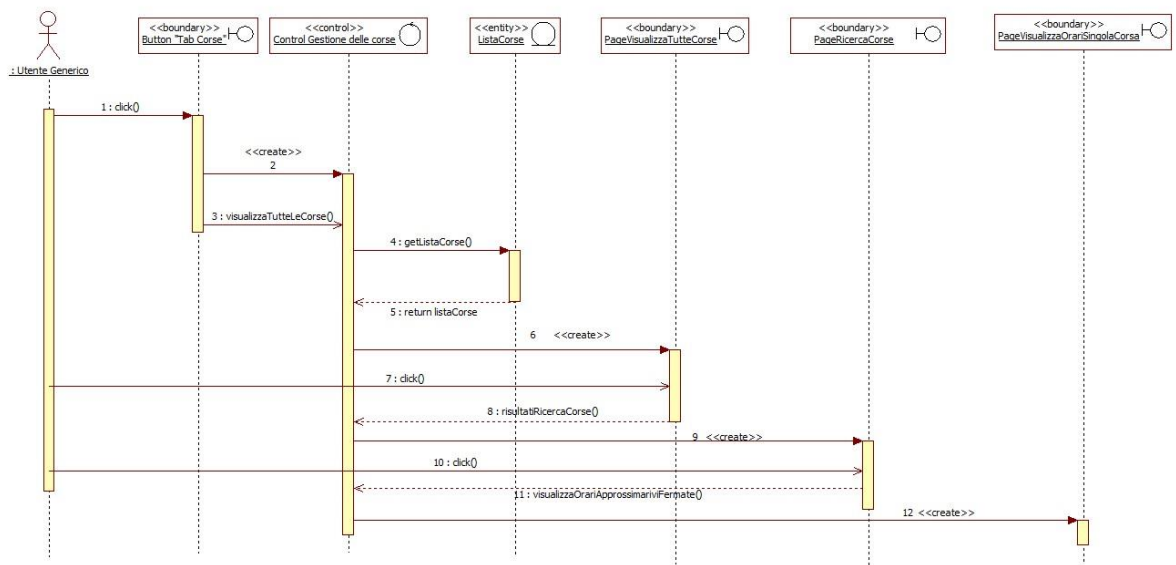 <<boundary>>
Button "Tab Corse"
<<control>>
Control Gestione delle corse
<<entity>>
ListaCorse
<<boundary>>
PageVisualizzaTutteCorse
<<boundary>>
PageRicercaCorse
<<boundary>>
PageVisualizzaOrariSingolaCorsa
: Utente Generico
1 : click()
<<create>>
2
3 : visualizzaTutteLeCorse()
4 : getListaCorse()
5 : return listaCorse
6 <<create>>
7 : click()
8 : risultatiRicercaCorse()
9 <<create>>
10 : click()
11 : visualizzaOrariApprossimariviFermate()
12 <<create>>